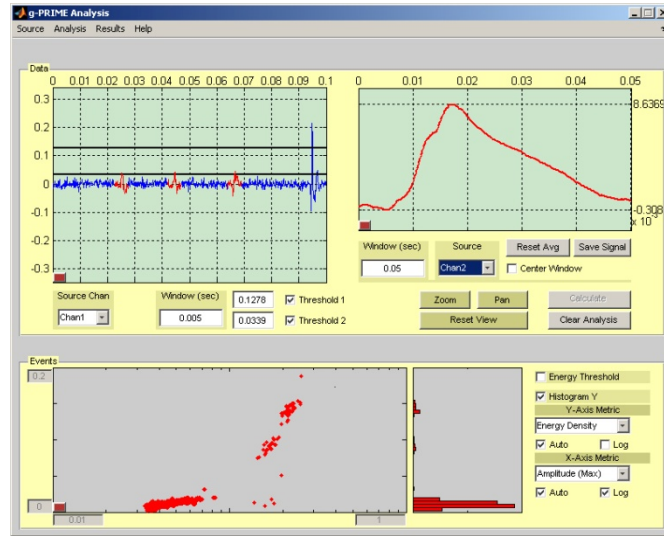 g-PRIME Analysis
Source Analysis Results Help
Data
0 0.01 0.02 0.03 0.04 0.05 0.06 0.07 0.08 0.09 0.1
0.3
0.2
0.1
0
-0.1
-0.2
-0.3
0 0.01 0.02 0.03 0.04 0.05
8.6369
-0.308
x 10
Window (sec) Source Reset Avg Save Signal
0.05 Chan2 Center Window
Source Chan Window (sec) 0.1278 Threshold 1 Zoom Pan Calculate
Chan1 0.005 0.0339 Threshold 2 Reset View Clear Analysis
Events
0.2
0
0.01 1
Energy Threshold
Histogram Y
Y-Axis Metric
Energy Density
Auto Log
X-Axis Metric
Amplitude (Max)
Auto Log